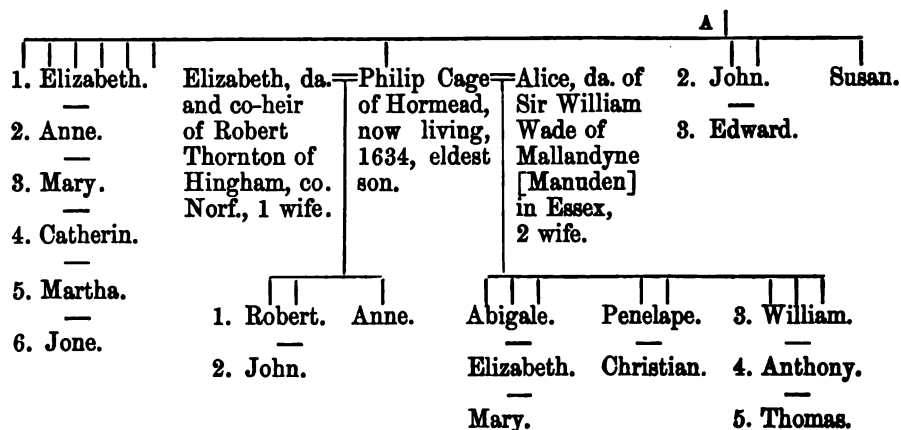 A
1. Elizabeth.
2. Anne.
3. Mary.
4. Catherin.
5. Martha.
6. Jone.
Elizabeth, da.
and co-heir
of Robert
Thornton of
Hingham, co.
Norf., 1 wife.
Philip Cage
of Hormead,
now living,
1634, eldest
son.
Alice, da. of
Sir William
Wade of
Mallandyne
[Manuden]
in Essex,
2 wife.
2. John.
3. Edward.
Susan.
1. Robert.
2. John.
Anne.
Abigale.
Elizabeth.
Mary.
Penelape.
Christian.
3. William.
4. Anthony.
5. Thomas.